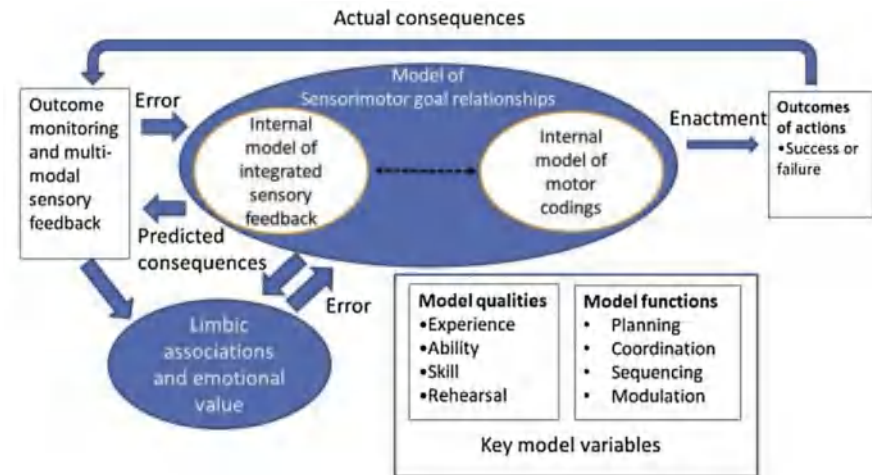 Actual consequences
Model of
Sensorimotor goal relationships
Outcome
monitoring
and multi-
modal
sensory
feedback
Error
Internal
model of
integrated
sensory
feedback
Internal
model of
motor
codings
Enactment
Outcomes
of actions
•Success or
failure
Predicted
consequences
Error
Limbic
associations
and emotional
value
Model qualities
•Experience
•Ability
•Skill
•Rehearsal
Model functions
• Planning
• Coordination
• Sequencing
• Modulation
Key model variables